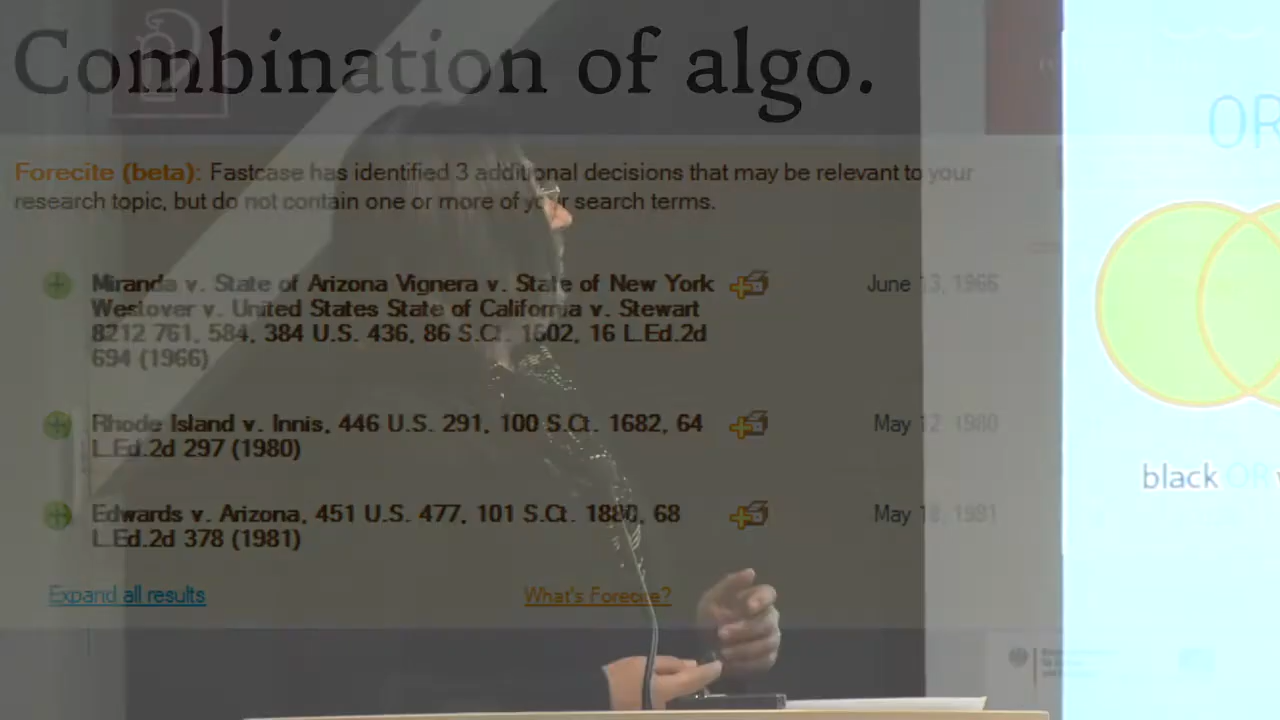 Combination of algo.
OR
Forecite (beta): Fastcase has identified 3 additional decisions that may be relevant to your
research topic, but do not contain one or more of your search terms.
Miranda v. State of Arizona Vignera v. State of New York
Westover v. United States State of California v. Stewart
8212 761, 584, 384 U.S. 436, 86 S.Ct. 1602, 16 L.Ed.2d
694 (1966)
June 13, 1966
Rhode Island v. Innis, 446 U.S. 291, 100 S.Ct. 1682, 64
L.Ed.2d 297 (1980)
May 12, 1980
black OR
Edwards v. Arizona, 451 U.S. 477, 101 S.Ct. 1880, 68
L.Ed.2d 378 (1981)
May 18, 1981
Expand all results
What's Forecite?